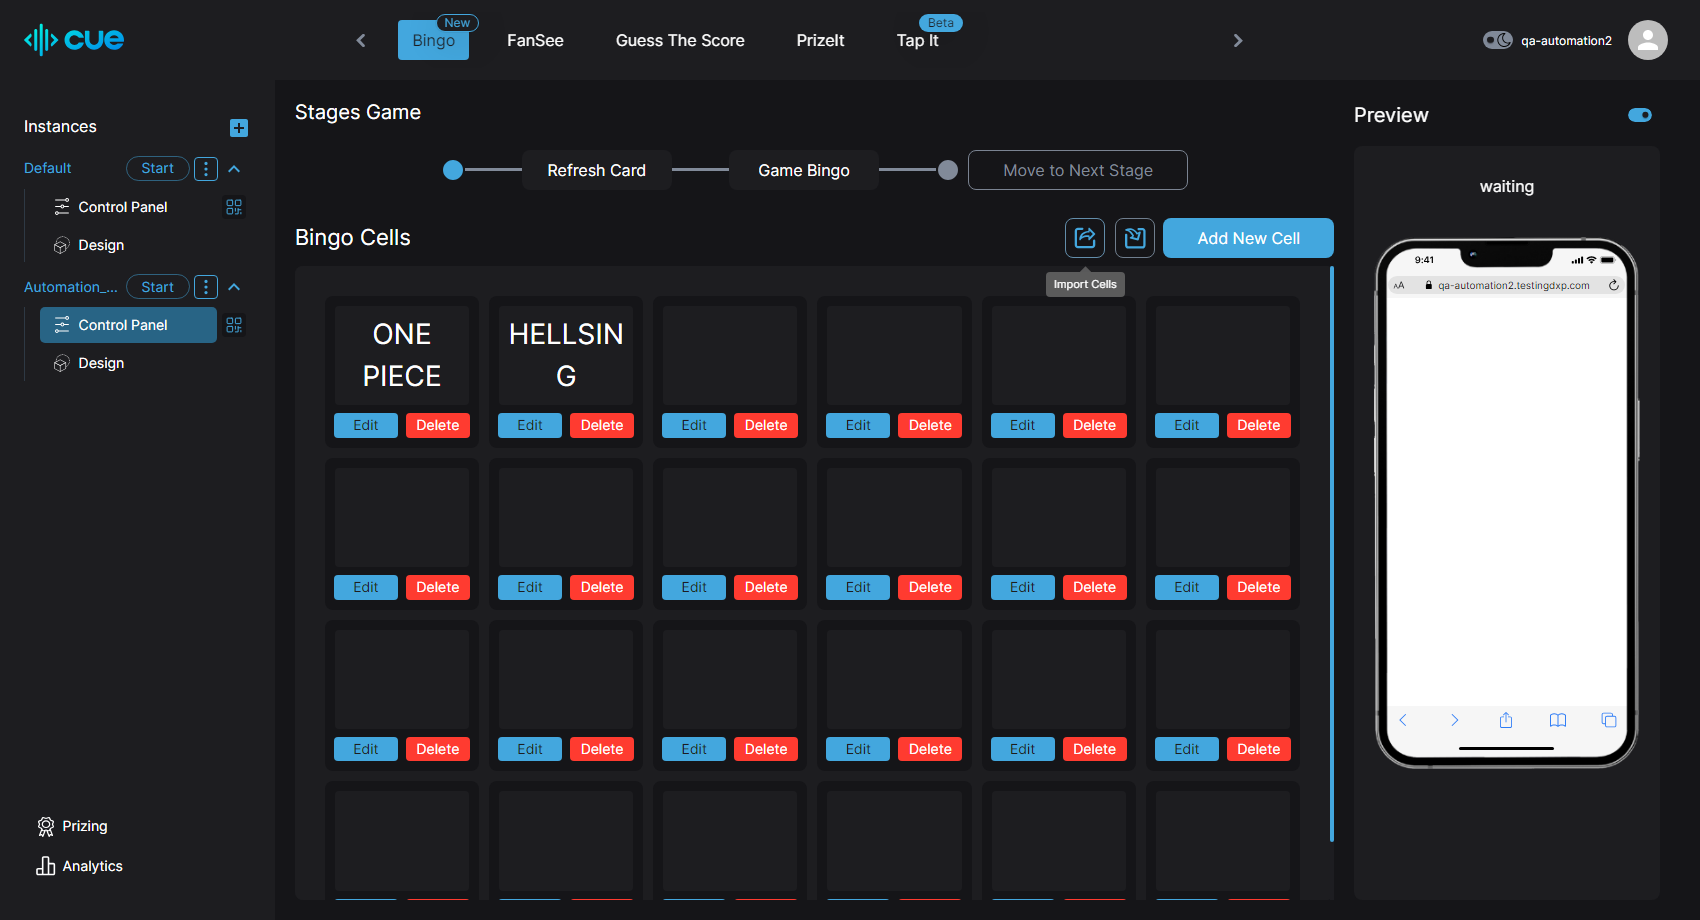 cue
Bingo
New
FanSee
Guess The Score
PrizeIt
Tap It
Beta
qa-automation2
Instances
Default
Start
Control Panel
Design
Automation_...
Start
Control Panel
Design
Prizing
Analytics
Stages Game
Refresh Card
Game Bingo
Move to Next Stage
Bingo Cells
Add New Cell
Import Cells
ONE
PIECE
HELLSIN
G
Edit Delete Edit Delete Edit Delete Edit Delete Edit Delete Edit Delete
Edit Delete Edit Delete Edit Delete Edit Delete Edit Delete Edit Delete
Edit Delete Edit Delete Edit Delete Edit Delete Edit Delete Edit Delete
Preview
waiting
9:41
AA qa-automation2.testingdxp.com